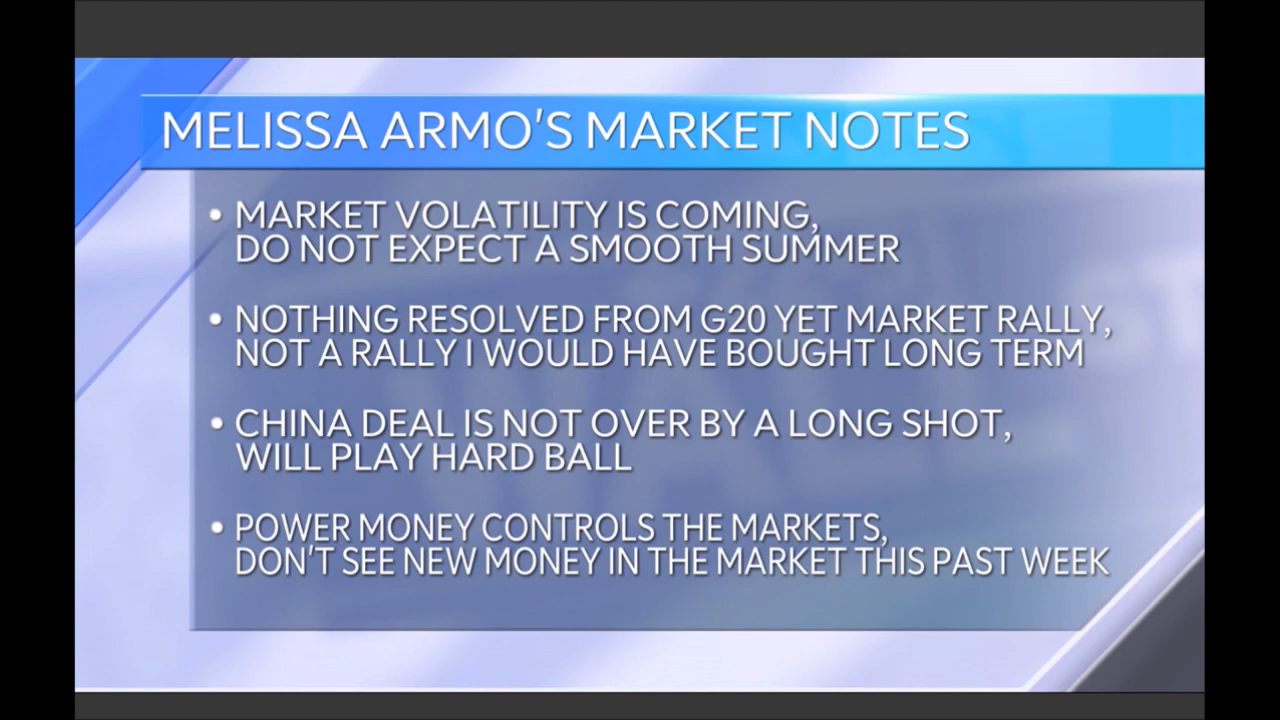 MELISSA ARMO'S MARKET NOTES
• MARKET VOLATILITY IS COMING,
DO NOT EXPECT A SMOOTH SUMMER
• NOTHING RESOLVED FROM G20 YET MARKET RALLY,
NOT A RALLY I WOULD HAVE BOUGHT LONG TERM
• CHINA DEAL IS NOT OVER BY A LONG SHOT,
WILL PLAY HARD BALL
• POWER MONEY CONTROLS THE MARKETS,
DON'T SEE NEW MONEY IN THE MARKET THIS PAST WEEK